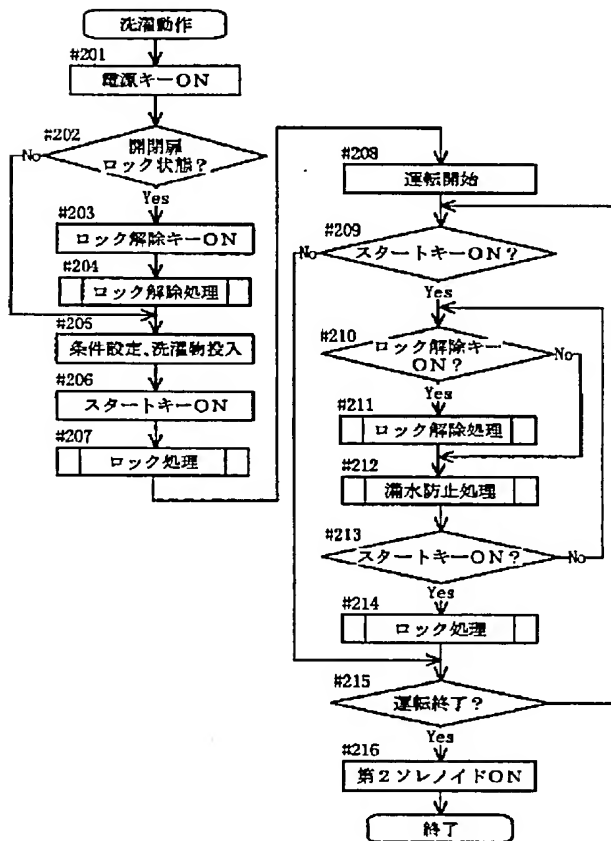 洗濯動作
#201
電源キーON
#202
開閉扉
ロック状態?
No
Yes
#203
ロック解除キーON
#204
ロック解除処理
#205
条件設定、洗濯物投入
#206
スタートキーON
#207
ロック処理
#208
運転開始
#209
スタートキーON?
No
Yes
#210
ロック解除キー
ON?
No
Yes
#211
ロック解除処理
#212
滴水防止処理
#213
スタートキーON?
No
Yes
#214
ロック処理
#215
運転終了?
Yes
#216
第2ソレノイドON
終了